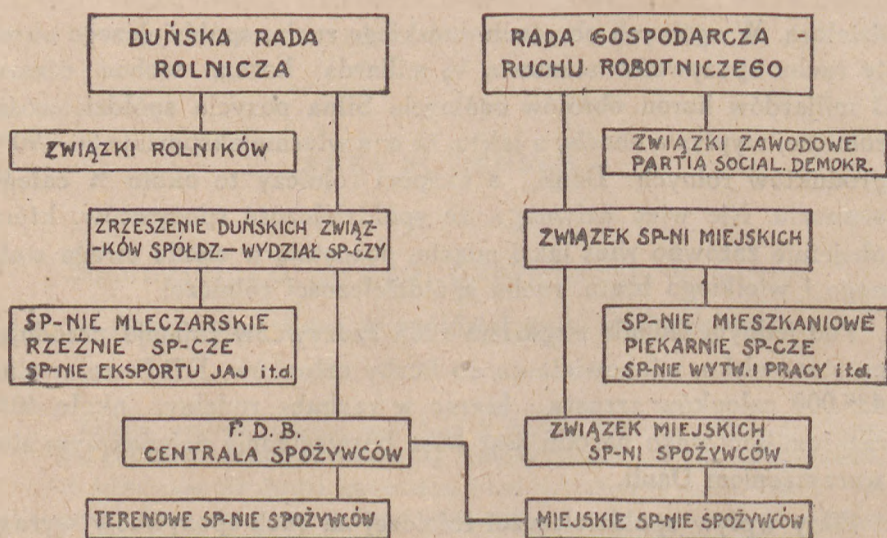 DUŃSKA RADA
ROLNICZA
RADA GOSPODARCZA -
RUCHU ROBOTNICZEGO
ZWIĄZKI ROLNIKÓW
ZWIĄZKI ZAWODOWE
PARTIA SOCIAL. DEMOKR.
ZRZESZENIE DUŃSKICH ZWIĄZ-
-KÓW SPÓŁDZ.—WYDZIAŁ SP-CZY
ZWIĄZEK SP-NI MIEJSKICH
SP-NIE MLECZARSKIE
RZEŹNIE SP-CZE
SP-NIE EKSPORTU JAJ itd.
SP-NIE MIESZKANIOWE
PIEKARNIE SP-CZE
SP-NIE WYTW. I PRACY itd.
F. D. B.
CENTRALA SPOŻYWCÓW
ZWIĄZEK MIEJSKICH
SP-NI SPOŻYWCÓW
TERENOWE SP-NIE SPOŻYWCÓW
MIEJSKIE SP-NIE SPOŻYWCÓW